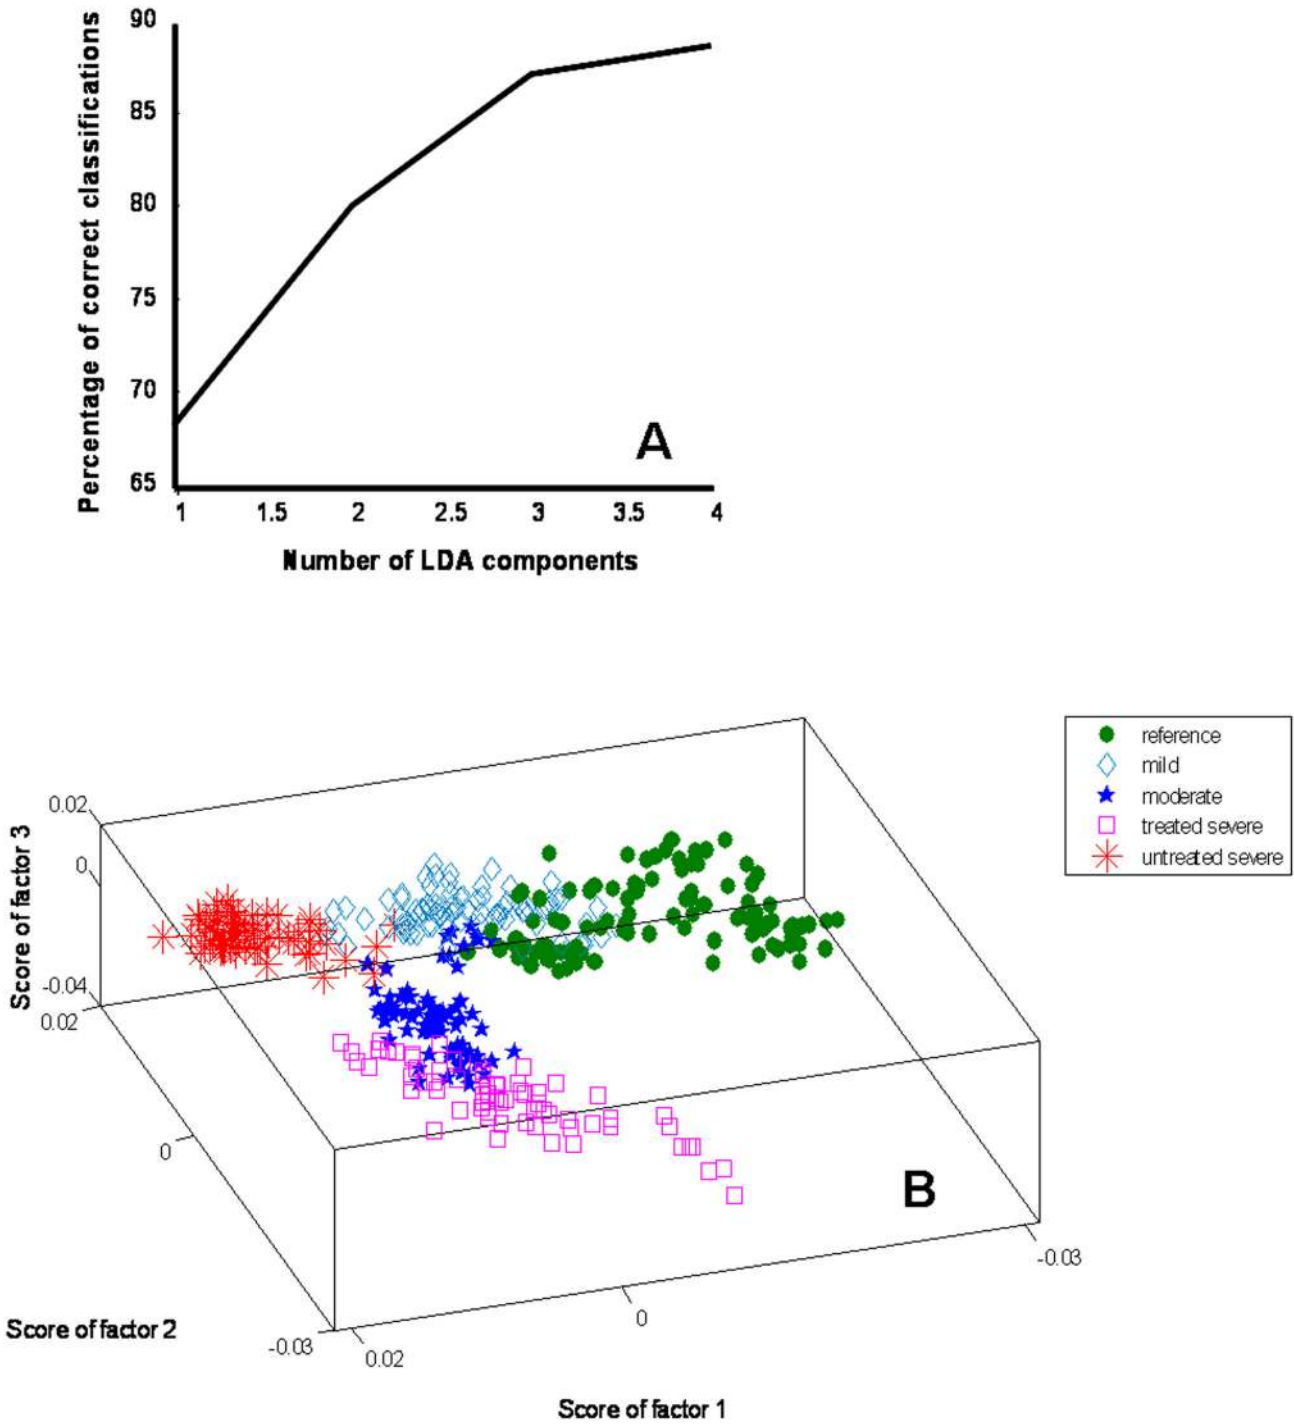 Percentage of correct classifications
90
85
80
75
70
65
1 1.5 2 2.5 3 3.5 4
Number of LDA components
A
reference
mild
moderate
treated severe
untreated severe
Score of factor 3
0.02
0
-0.04
0.02
0
-0.03
Score of factor 2
0.02
0
-0.03
Score of factor 1
B